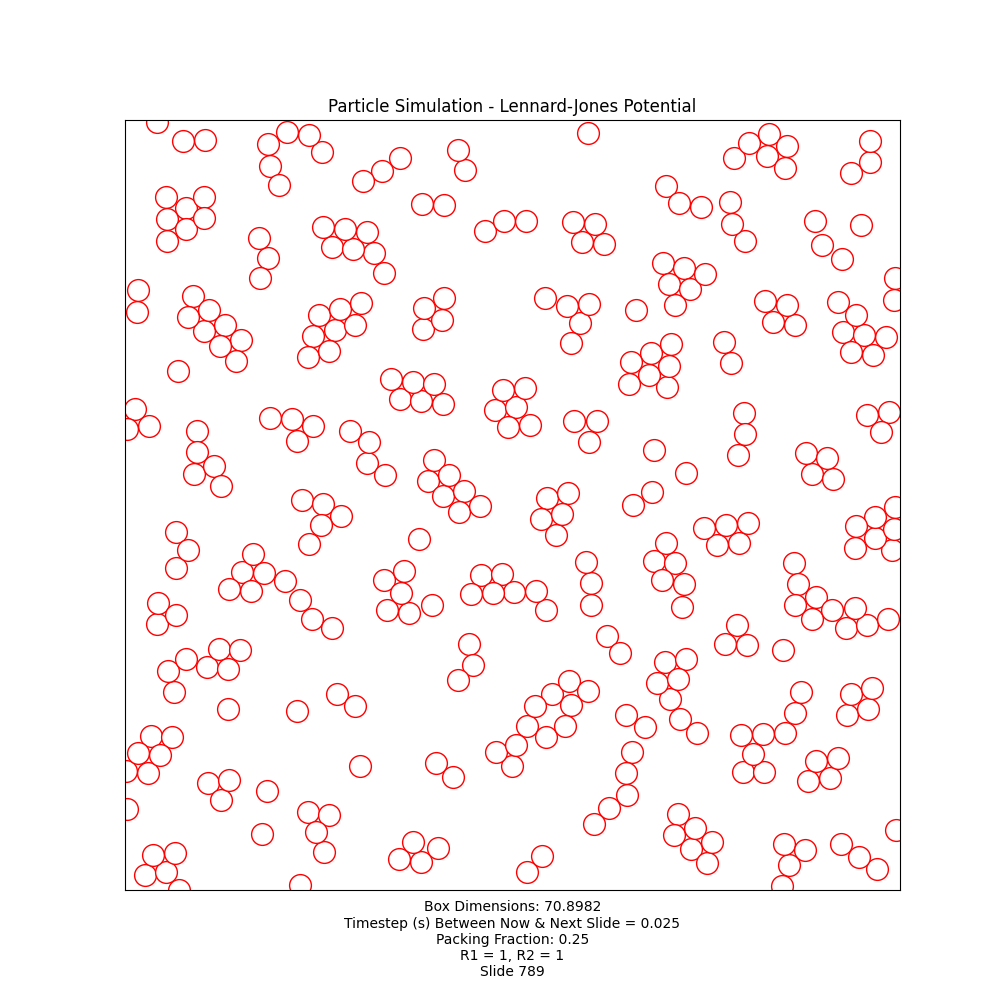 Particle Simulation - Lennard-Jones Potential
Box Dimensions: 70.8982
Timestep (s) Between Now & Next Slide = 0.025
Packing Fraction: 0.25
R1 = 1, R2 = 1
Slide 789